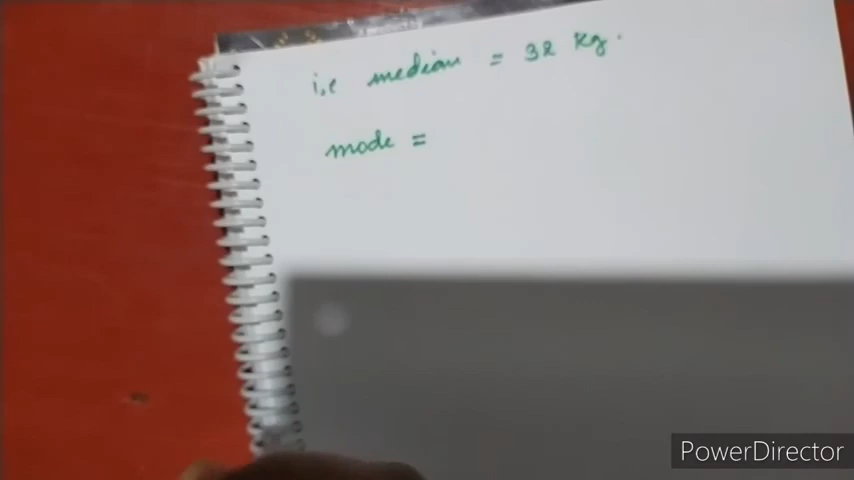 i,e median = 32 kg.
mode =
PowerDirector